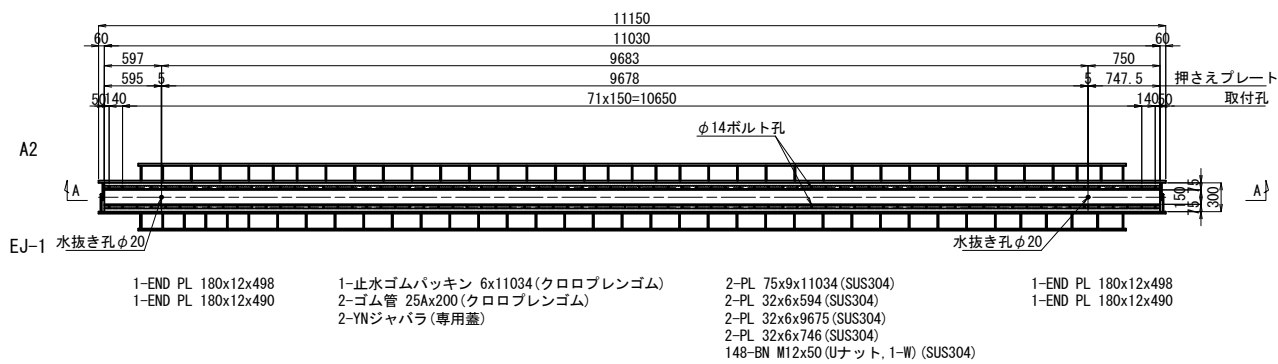 11150
60 11030 60
597 9683 750
595 5 9678 5 747.5 押さえプレート
50 140 71x150=10650 140 50 取付孔
φ14ボルト孔
A2
A A
75 150 75 300
EJ-1 水抜き孔φ20 水抜き孔φ20
1-END PL 180x12x498
1-END PL 180x12x490
1-止水ゴムパッキン 6x11034(クロロプレンゴム)
2-ゴム管 25Ax200(クロロプレンゴム)
2-YNジャバラ(専用蓋)
2-PL 75x9x11034(SUS304)
2-PL 32x6x594(SUS304)
2-PL 32x6x9675(SUS304)
2-PL 32x6x746(SUS304)
148-BN M12x50(Uナット,1-W)(SUS304)
1-END PL 180x12x498
1-END PL 180x12x490